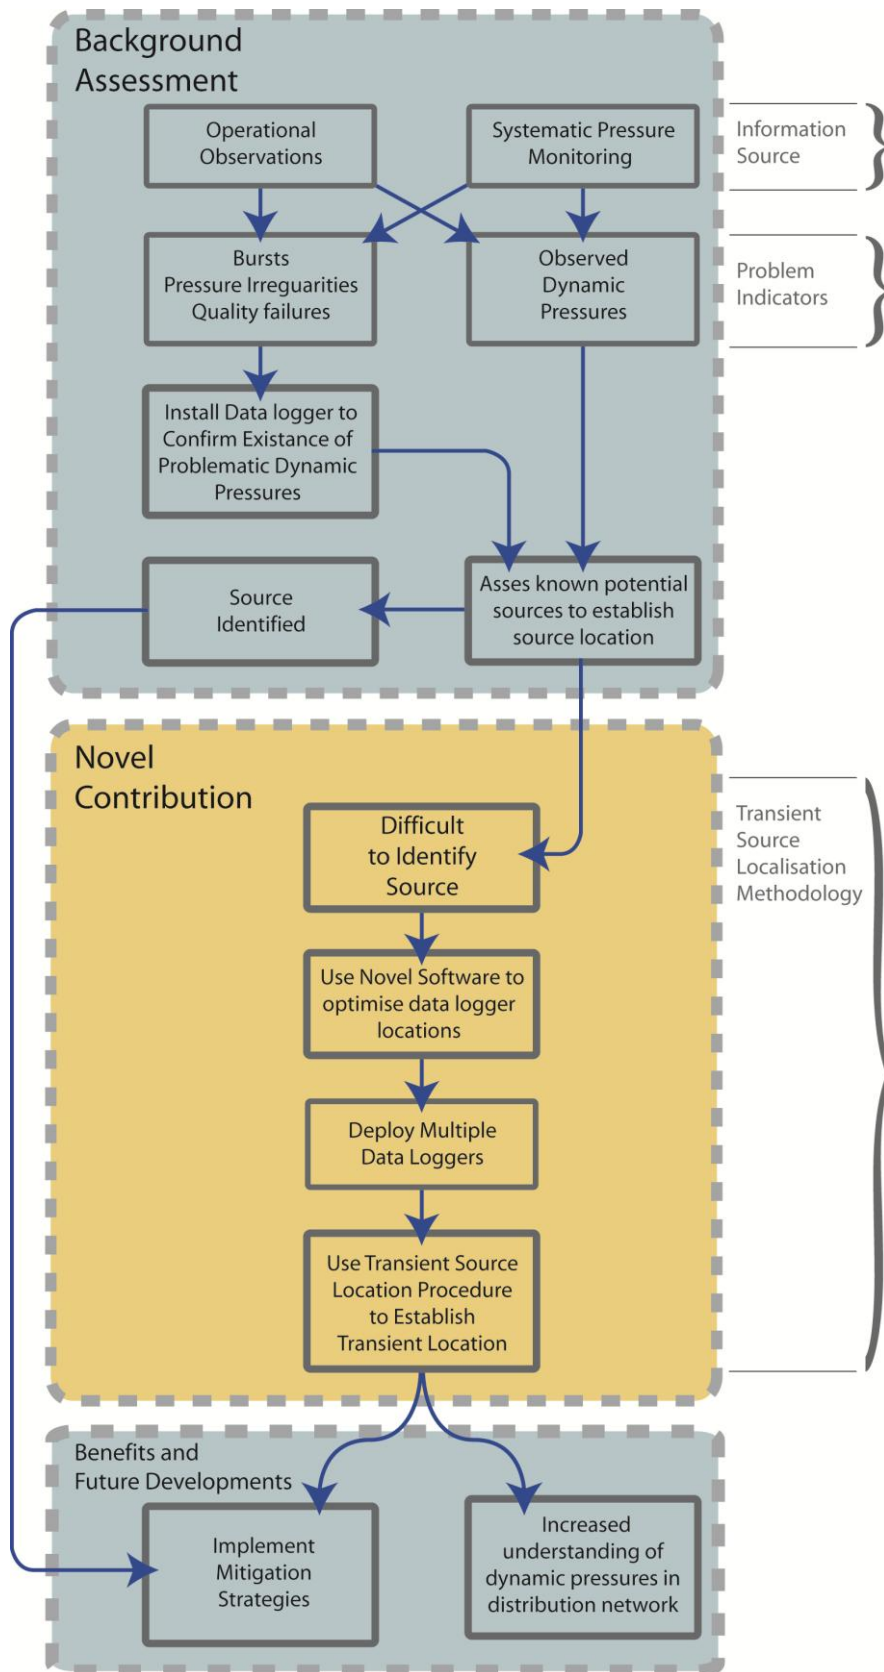 Background
Assessment
Operational
Observations
Systematic Pressure
Monitoring
Information
Source
Bursts
Pressure Irreguarities
Quality failures
Observed
Dynamic
Pressures
Problem
Indicators
Install Data logger to
Confirm Existance of
Problematic Dynamic
Pressures
Source
Identified
Asses known potential
sources to establish
source location
Novel
Contribution
Difficult
to Identify
Source
Transient
Source
Localisation
Methodology
Use Novel Software to
optimise data logger
locations
Deploy Multiple
Data Loggers
Use Transient Source
Location Procedure
to Establish
Transient Location
Benefits and
Future Developments
Implement
Mitigation
Strategies
Increased
understanding of
dynamic pressures in
distribution network